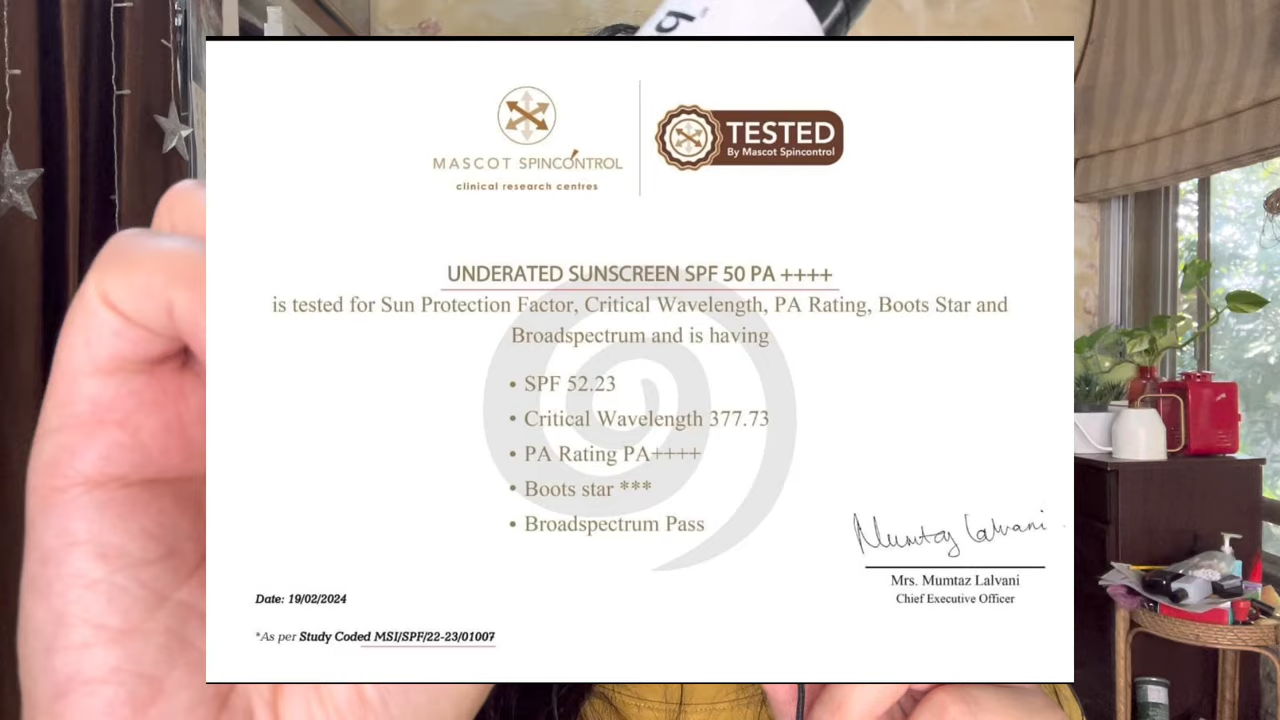 MASCOT SPINCONTROL
clinical research centres
TESTED
By Mascot Spincontrol
UNDERATED SUNSCREEN SPF 50 PA ++++
is tested for Sun Protection Factor, Critical Wavelength, PA Rating, Boots Star and
Broadspectrum and is having
• SPF 52.23
• Critical Wavelength 377.73
• PA Rating PA++++
• Boots star ***
• Broadspectrum Pass
Mumtaz Lalvani
Mrs. Mumtaz Lalvani
Chief Executive Officer
Date: 19/02/2024
*As per Study Coded MSI/SPF/22-23/01007